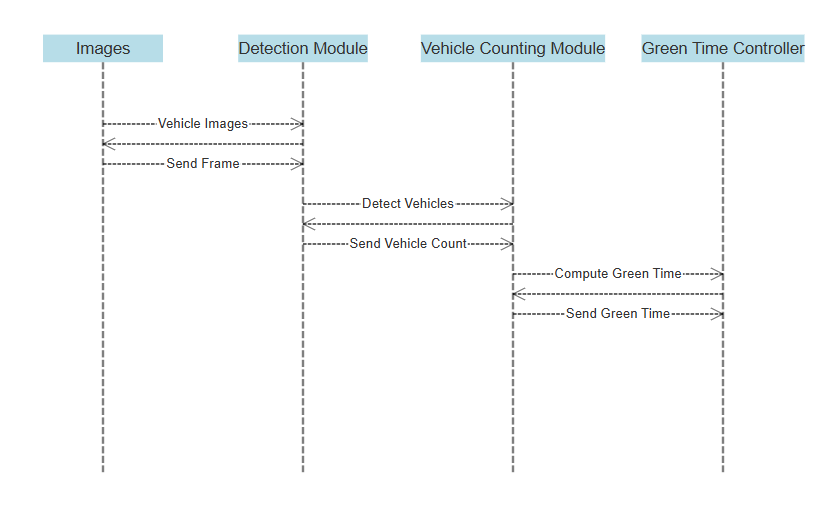 Images
Detection Module
Vehicle Counting Module
Green Time Controller
Vehicle Images
Send Frame
Detect Vehicles
Send Vehicle Count
Compute Green Time
Send Green Time